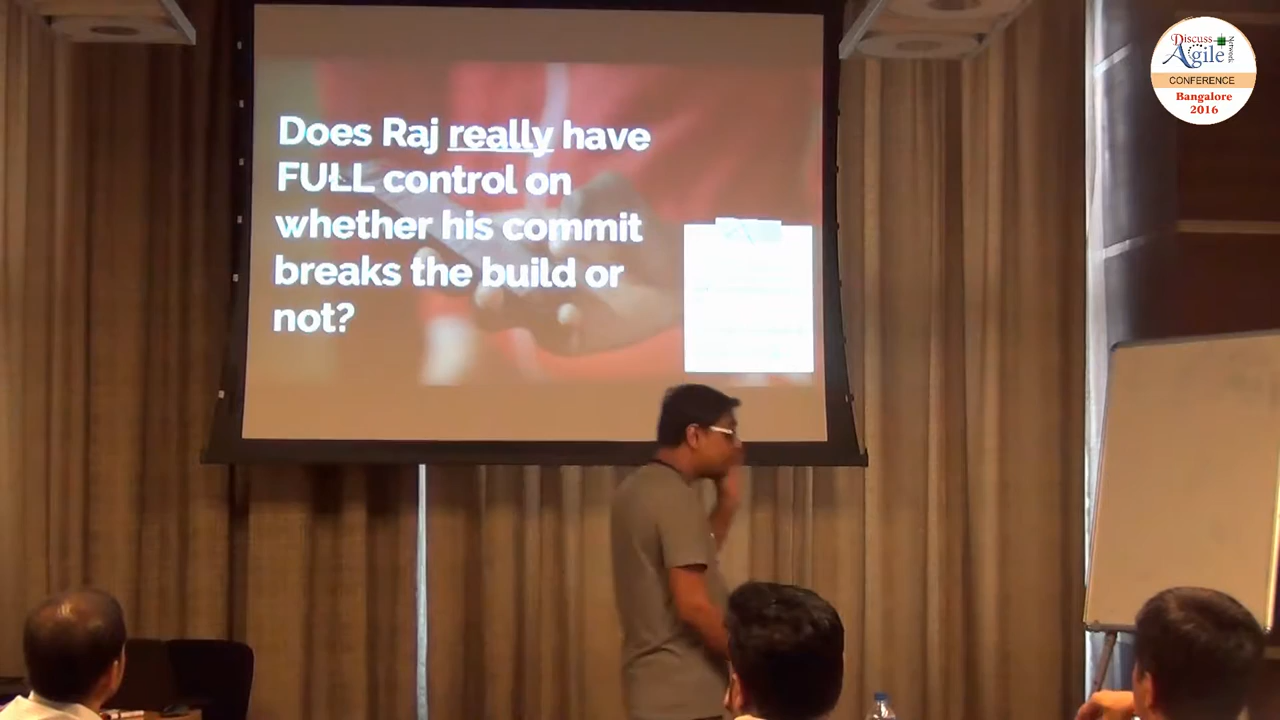 Does Raj really have
FULL control on
whether his commit
breaks the build or
not?
Discuss
Agile
Network
CONFERENCE
Bangalore
2016